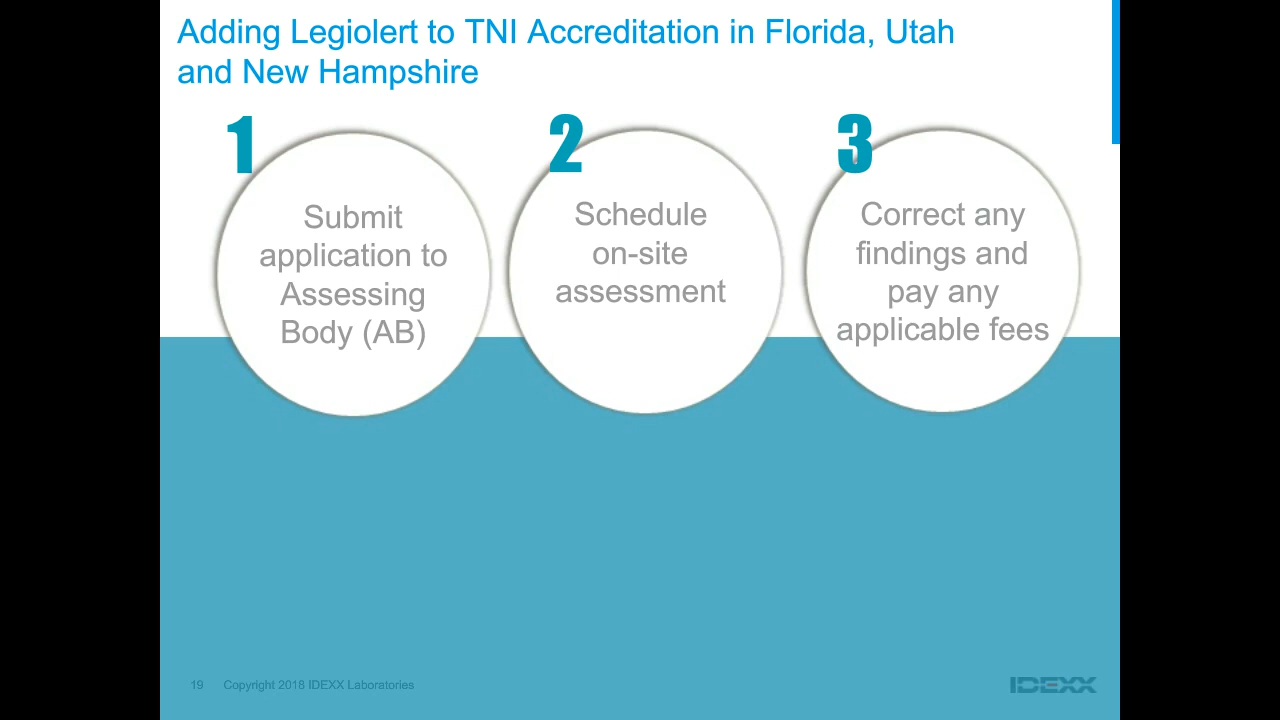 Adding Legiolert to TNI Accreditation in Florida, Utah
and New Hampshire
1
Submit
application to
Assessing
Body (AB)
2
Schedule
on-site
assessment
3
Correct any
findings and
pay any
applicable fees
19 Copyright 2018 IDEXX Laboratories
IDEXX